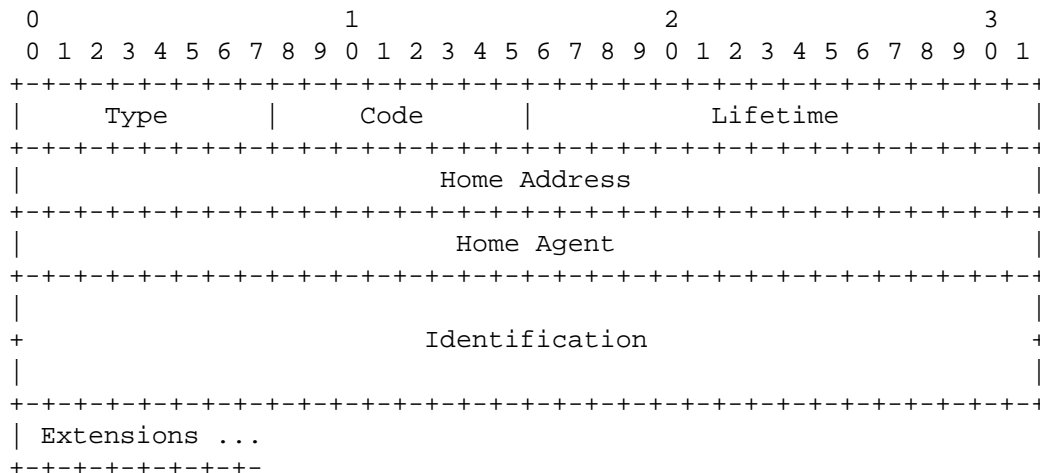 0                   1                   2                   3
 0 1 2 3 4 5 6 7 8 9 0 1 2 3 4 5 6 7 8 9 0 1 2 3 4 5 6 7 8 9 0 1
+-+-+-+-+-+-+-+-+-+-+-+-+-+-+-+-+-+-+-+-+-+-+-+-+-+-+-+-+-+-+-+-+
|     Type      |     Code      |           Lifetime            |
+-+-+-+-+-+-+-+-+-+-+-+-+-+-+-+-+-+-+-+-+-+-+-+-+-+-+-+-+-+-+-+-+
|                          Home Address                         |
+-+-+-+-+-+-+-+-+-+-+-+-+-+-+-+-+-+-+-+-+-+-+-+-+-+-+-+-+-+-+-+-+
|                           Home Agent                          |
+-+-+-+-+-+-+-+-+-+-+-+-+-+-+-+-+-+-+-+-+-+-+-+-+-+-+-+-+-+-+-+-+
|                                                               |
+                         Identification                        +
|                                                               |
+-+-+-+-+-+-+-+-+-+-+-+-+-+-+-+-+-+-+-+-+-+-+-+-+-+-+-+-+-+-+-+-+
| Extensions ...
+-+-+-+-+-+-+-+-